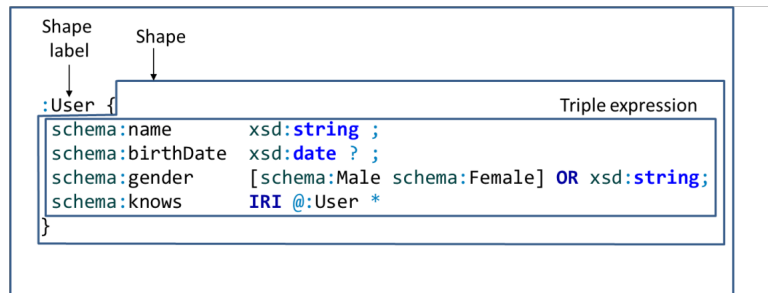 Shape
label
Shape
:User {
Triple expression
schema:name xsd:string ;
schema:birthDate xsd:date ? ;
schema:gender [schema:Male schema:Female] OR xsd:string;
schema:knows IRI @:User *
}